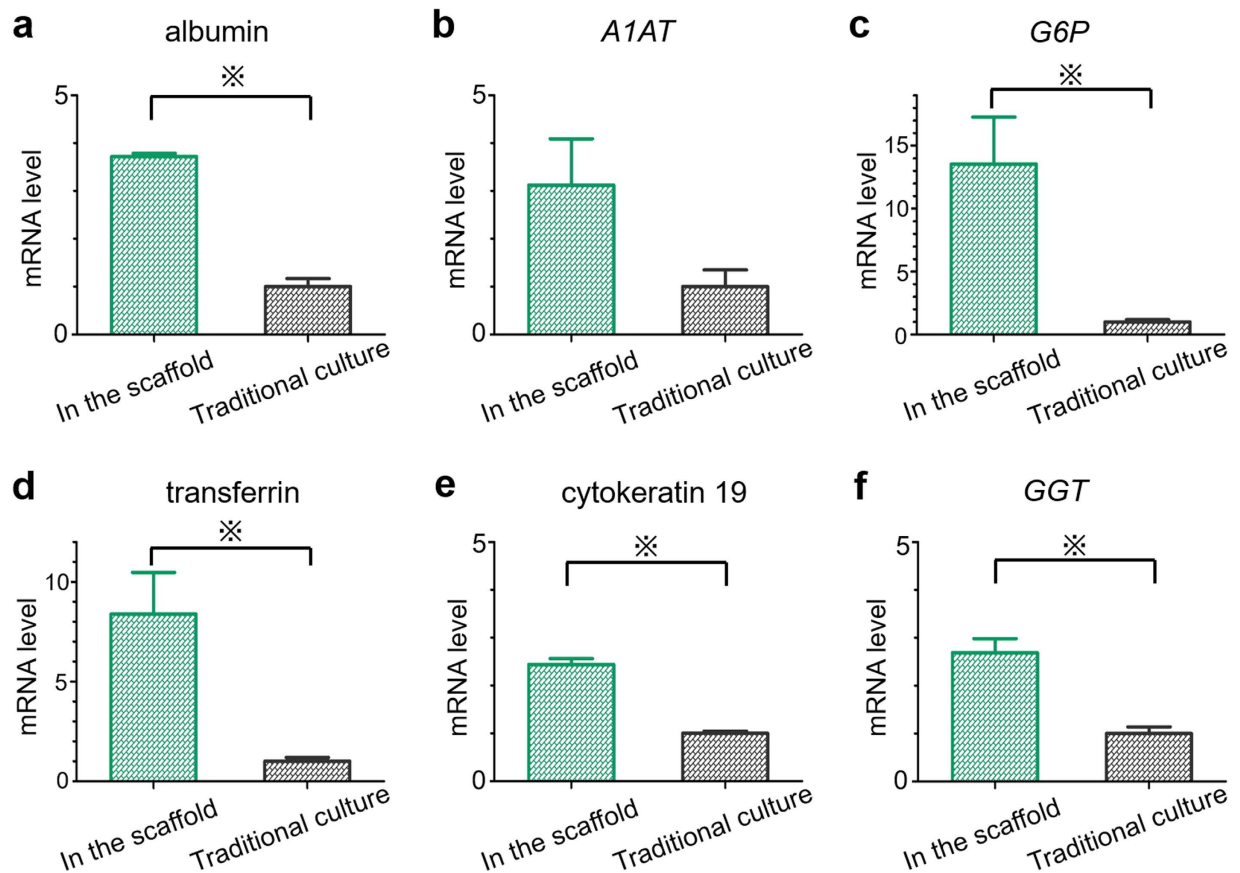 a albumin
※
5
mRNA level
0
In the scaffold
Traditional culture
b A1AT
5
mRNA level
0
In the scaffold
Traditional culture
c G6P
※
15
10
5
mRNA level
0
In the scaffold
Traditional culture
d transferrin
※
10
5
mRNA level
0
In the scaffold
Traditional culture
e cytokeratin 19
※
5
mRNA level
0
In the scaffold
Traditional culture
f GGT
※
5
mRNA level
0
In the scaffold
Traditional culture